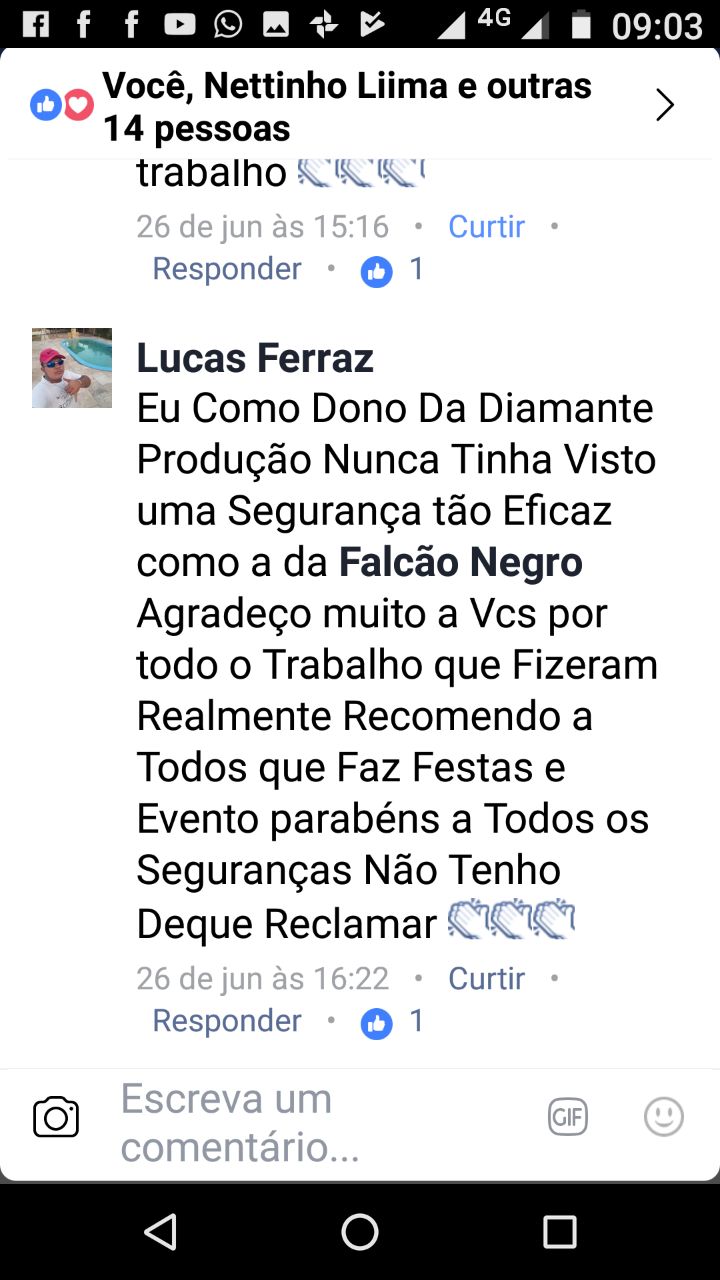 4G 09:03
Você, Nettinho Liima e outras
14 pessoas
trabalho
26 de jun às 15:16 • Curtir •
Responder • 1
Lucas Ferraz
Eu Como Dono Da Diamante
Produção Nunca Tinha Visto
uma Segurança tão Eficaz
como a da Falcão Negro
Agradeço muito a Vcs por
todo o Trabalho que Fizeram
Realmente Recomendo a
Todos que Faz Festas e
Evento parabéns a Todos os
Seguranças Não Tenho
Deque Reclamar
26 de jun às 16:22 • Curtir •
Responder • 1
Escreva um
comentário...
GIF